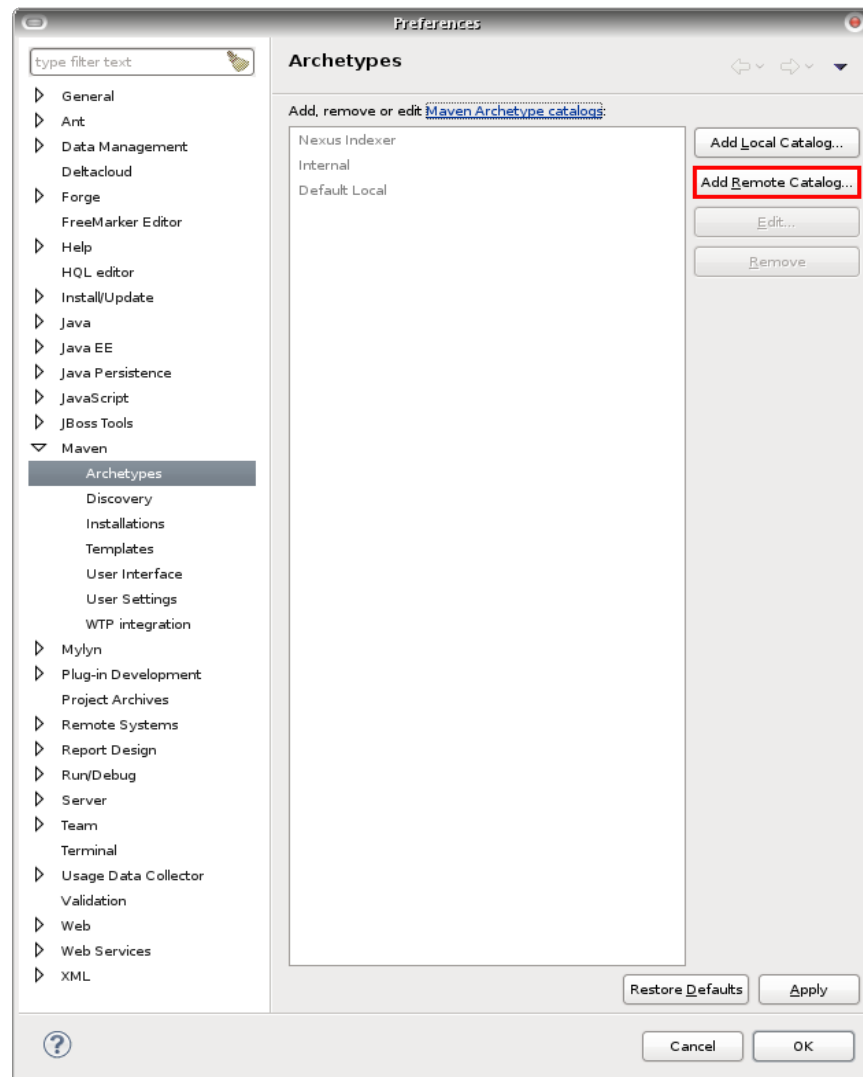 Preferences
type filter text
Archetypes
General
Ant
Data Management
Deltacloud
Forge
FreeMarker Editor
Help
HQL editor
Install/Update
Java
Java EE
Java Persistence
JavaScript
JBoss Tools
Maven
Archetypes
Discovery
Installations
Templates
User Interface
User Settings
WTP integration
Mylyn
Plug-in Development
Project Archives
Remote Systems
Report Design
Run/Debug
Server
Team
Terminal
Usage Data Collector
Validation
Web
Web Services
XML
Add, remove or edit Maven Archetype catalogs:
Nexus Indexer
Internal
Default Local
Add Local Catalog...
Add Remote Catalog...
Edit...
Remove
Restore Defaults
Apply
?
Cancel
OK